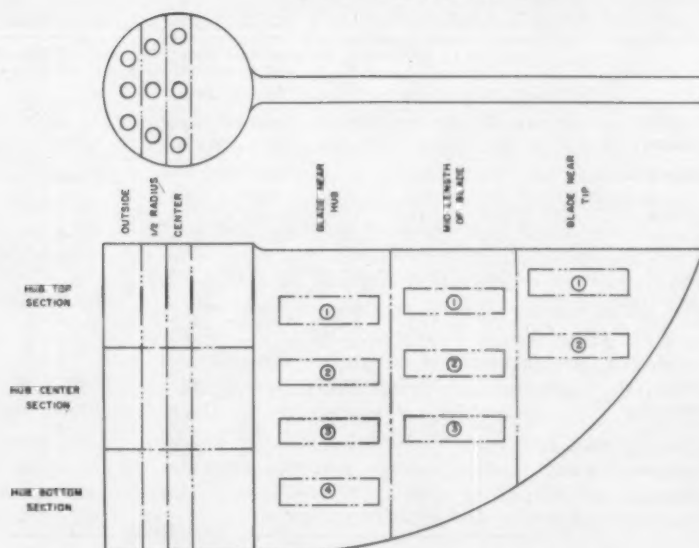 OUTSIDE
1/2 RADIUS
CENTER
BLADE NEAR
HUB
MID-LENGTH
OF BLADE
BLADE NEAR
TIP
HUB TOP
SECTION
HUB CENTER
SECTION
HUB BOTTOM
SECTION
1
2
3
4
1
2
3
1
2